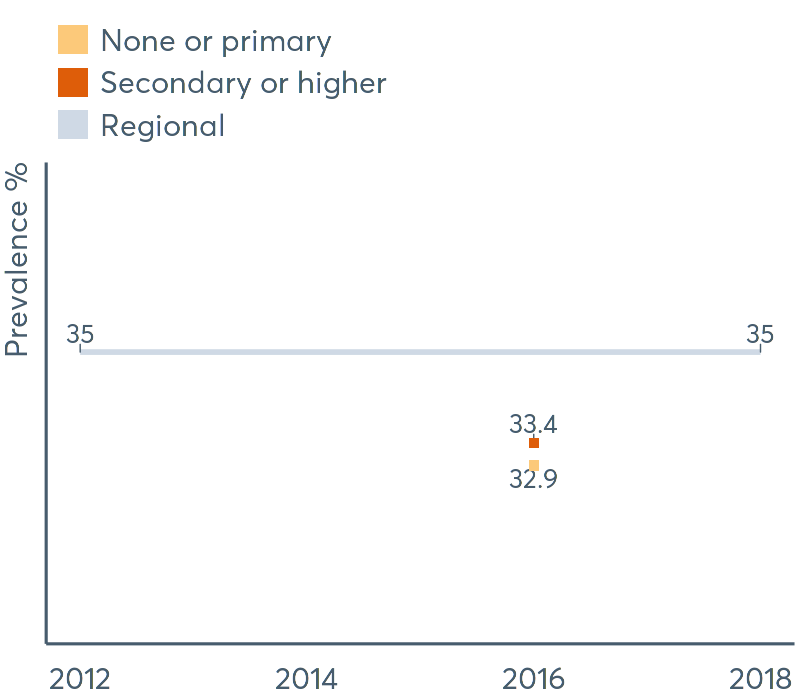 None or primary
Secondary or higher
Regional
Prevalence %
35
35
33.4
32.9
2012
2014
2016
2018